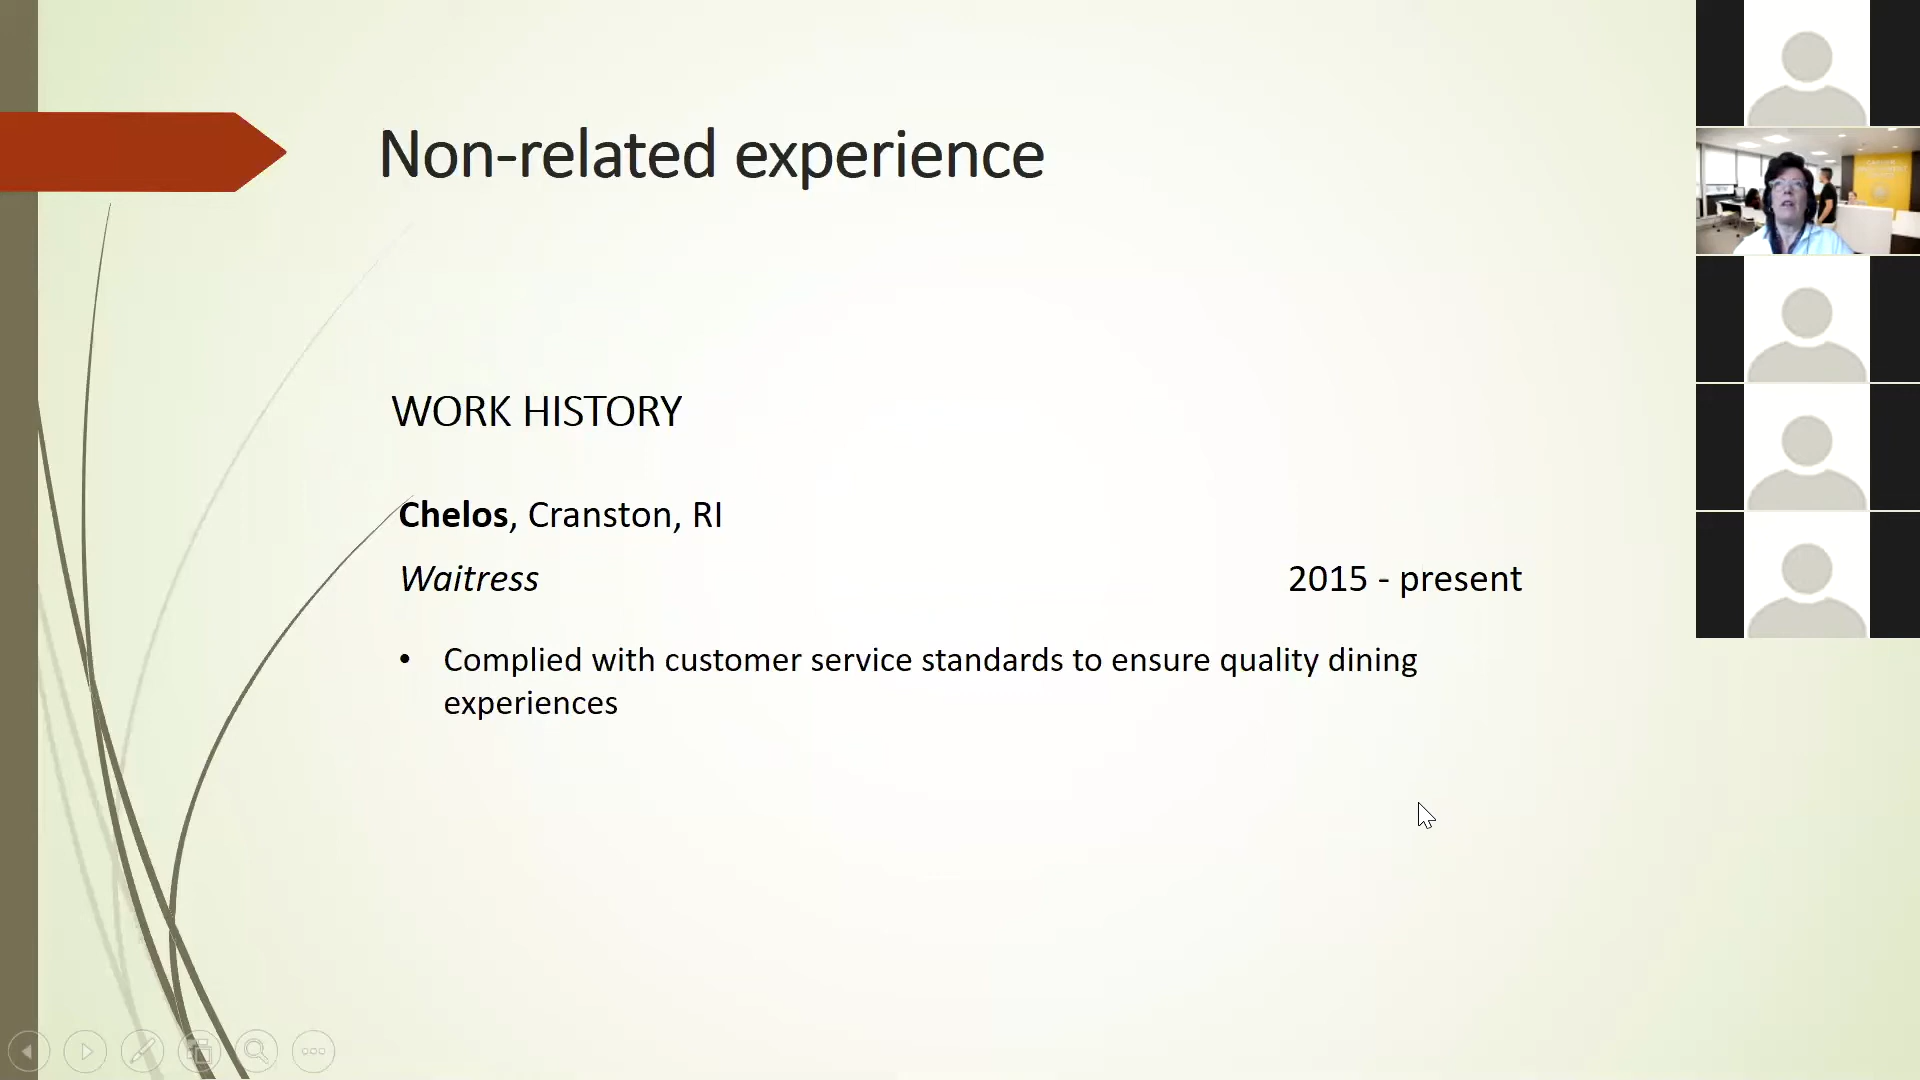 Non-related experience
WORK HISTORY
Chelos, Cranston, RI
Waitress 2015 - present
• Complied with customer service standards to ensure quality dining
experiences